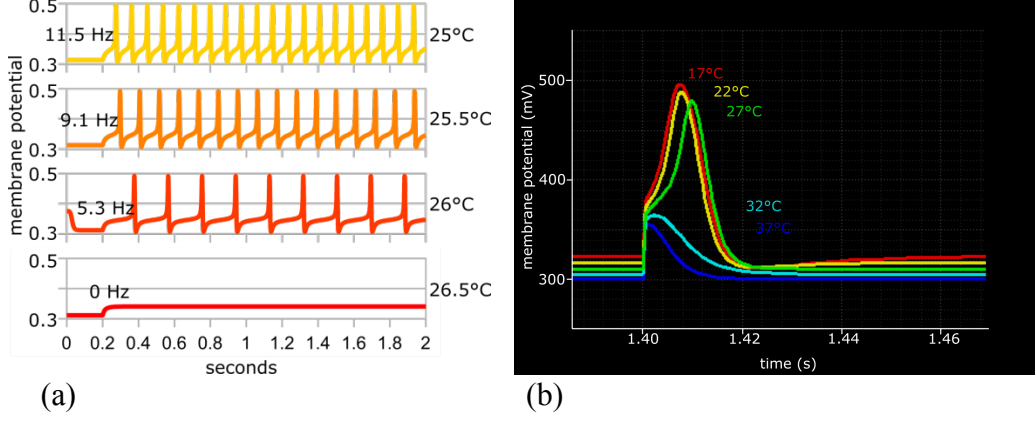 membrane potential
0.5
11.5 Hz
25°C
0.3
0.5
9.1 Hz
25.5°C
0.3
0.5
5.3 Hz
26°C
0.3
0.5
0 Hz
26.5°C
0.3
0 0.2 0.4 0.6 0.8 1 1.2 1.4 1.6 1.8 2
seconds
(a)
membrane potential (mV)
500
400
300
17°C
22°C
27°C
32°C
37°C
1.40 1.42 1.44 1.46
time (s)
(b)